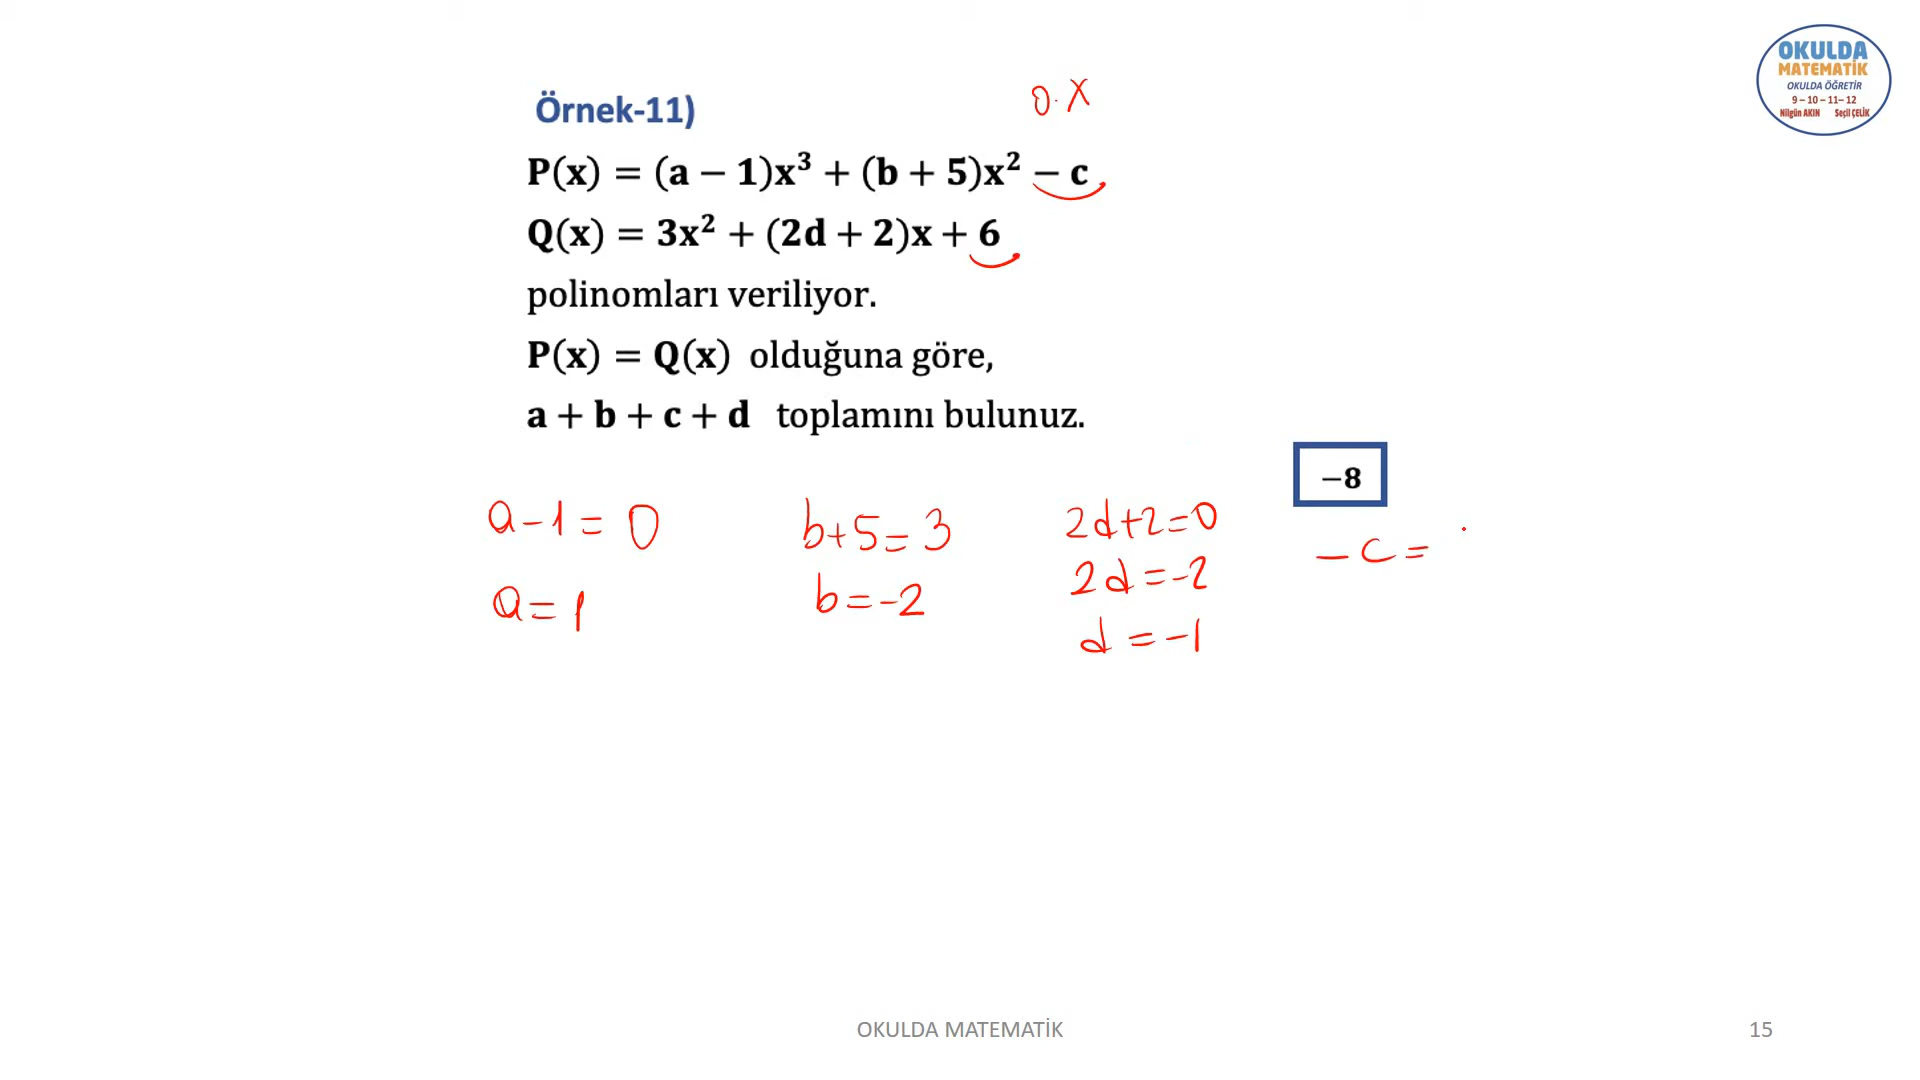 OKULDA
MATEMATİK
OKULDA ÖĞRETİR
9 – 10 – 11– 12
Nilgün AKIN Seçil ÇELİK
0.X
Örnek-11)
P(x) = (a − 1)x³ + (b + 5)x² − c
Q(x) = 3x² + (2d + 2)x + 6
polinomları veriliyor.
P(x) = Q(x) olduğuna göre,
a + b + c + d toplamını bulunuz.
−8
a-1=0 b+5=3 2d+2=0 -c=
a=1 b=-2 2d=-2
d=-1
OKULDA MATEMATİK 15